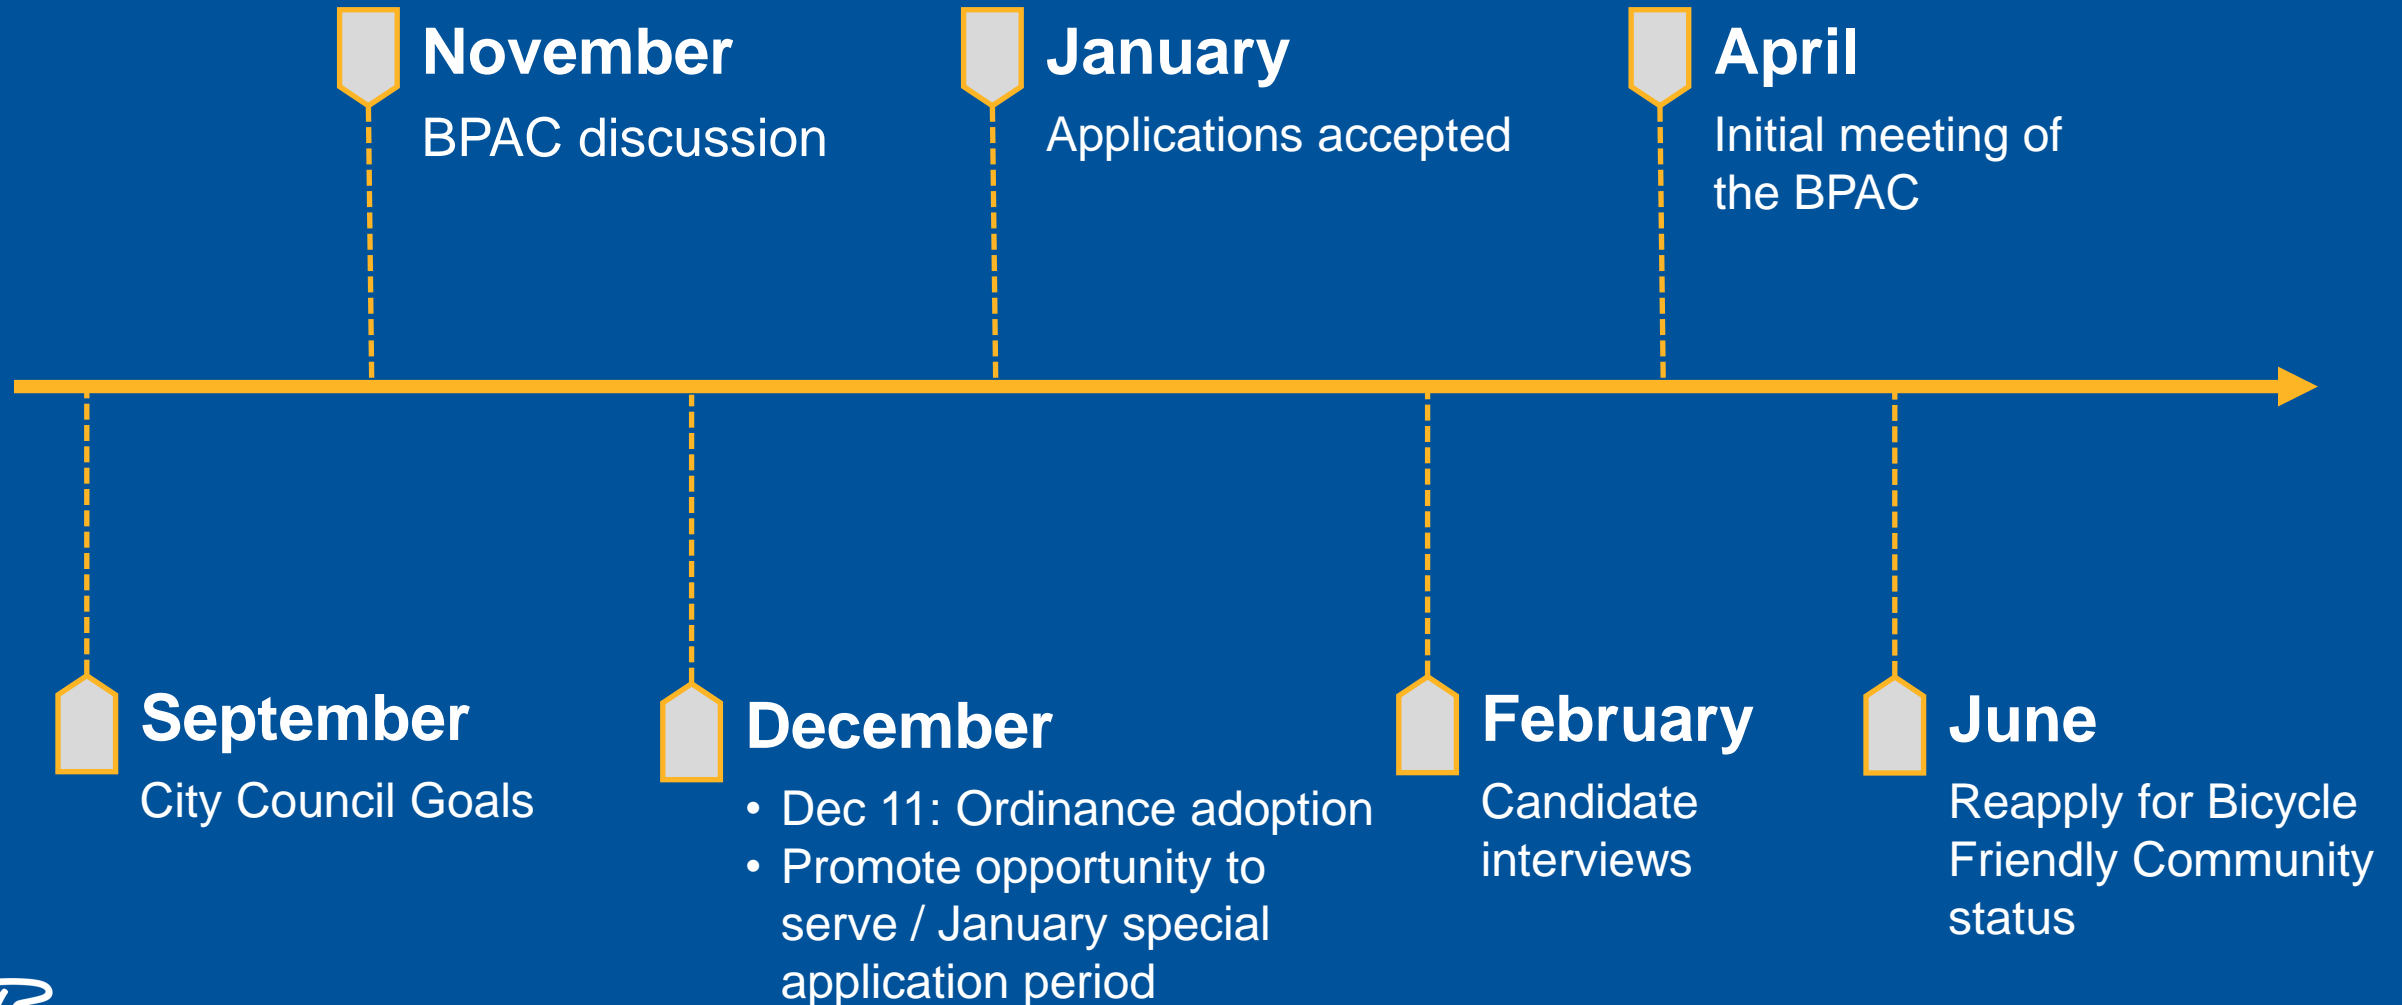 November
BPAC discussion
January
Applications accepted
April
Initial meeting of
the BPAC
September
City Council Goals
December
• Dec 11: Ordinance adoption
• Promote opportunity to
serve / January special
application period
February
Candidate
interviews
June
Reapply for Bicycle
Friendly Community
status